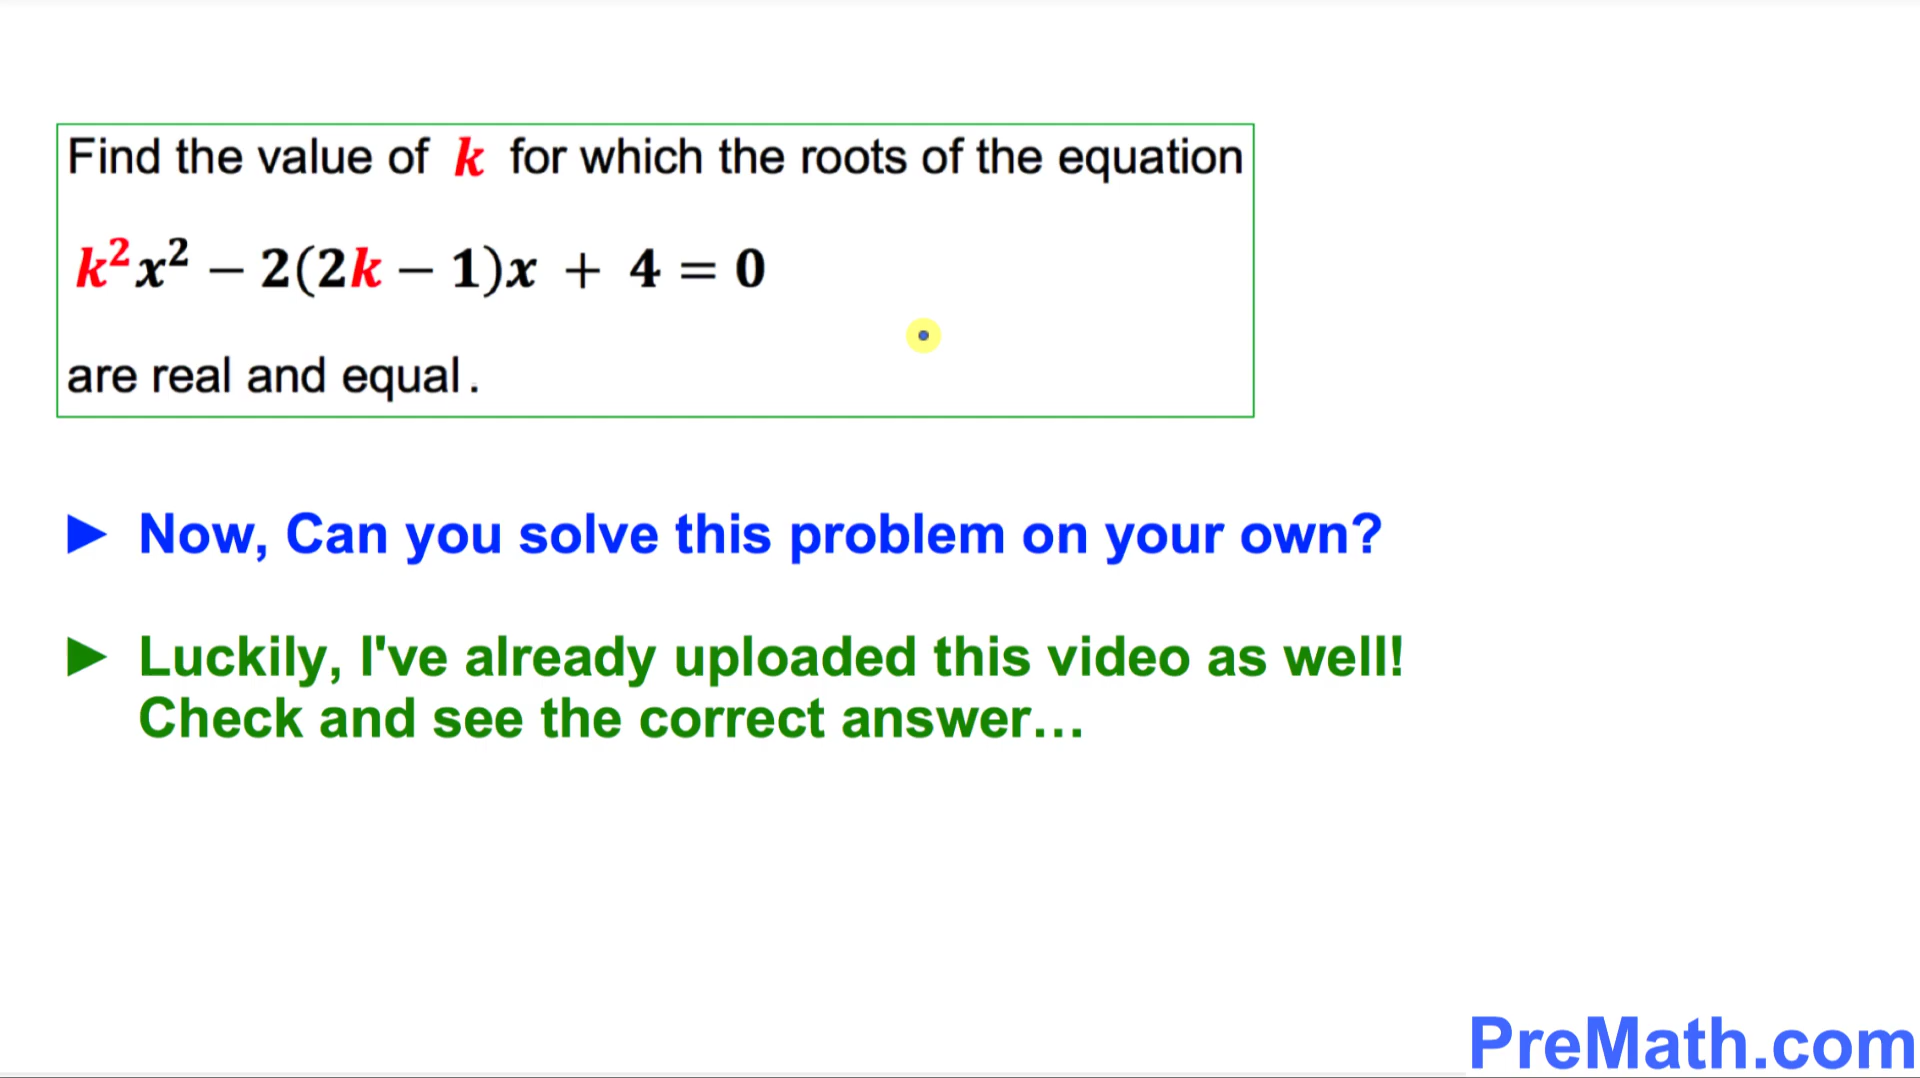 Find the value of k for which the roots of the equation
k²x² − 2(2k − 1)x + 4 = 0
are real and equal.
► Now, Can you solve this problem on your own?
► Luckily, I've already uploaded this video as well!
Check and see the correct answer...
PreMath.com